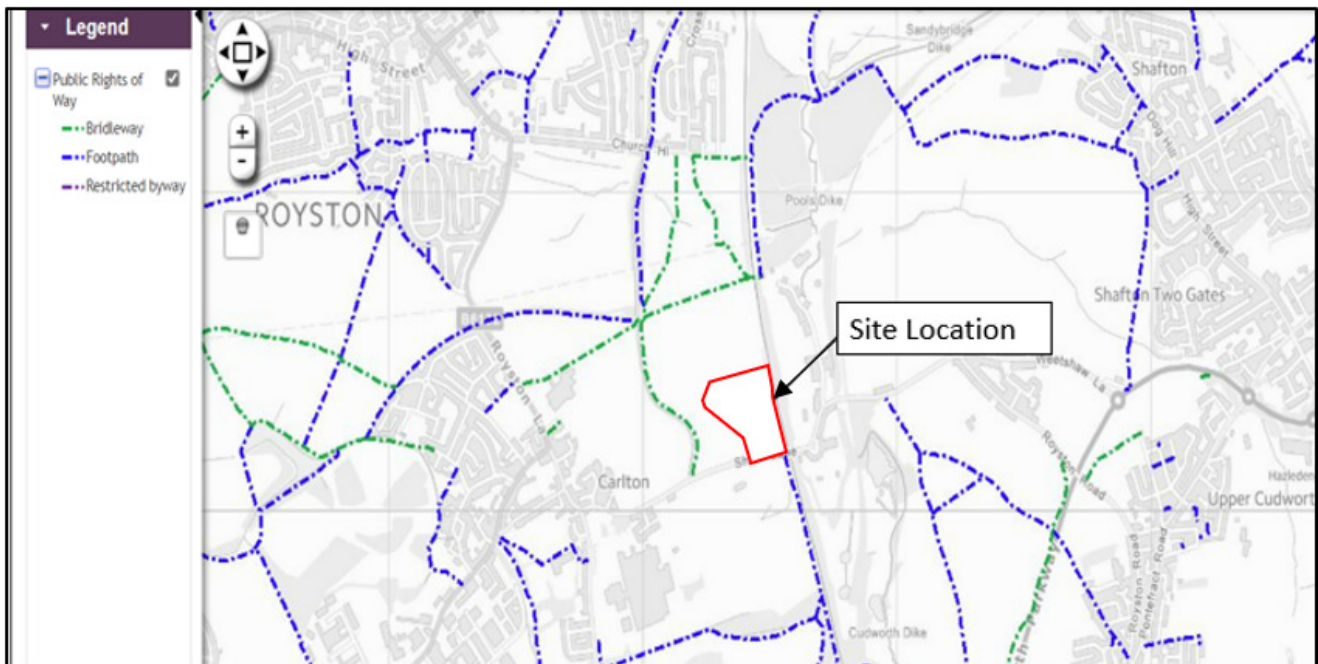 Legend
Public Rights of
Way
Bridleway
Footpath
Restricted byway
+
-
High Street
Sandybridge
Dike
Shafton
Dog Hill
Church Hi
ROYSTON
Pools Dike
High Street
Shafton Two Gates
Site Location
Weetshaw La
Royston La
Royston Road
Carlton
Hazleden
Upper Cudwort
Royston Road
Pontefract Road
Parkway
Cudworth Dike